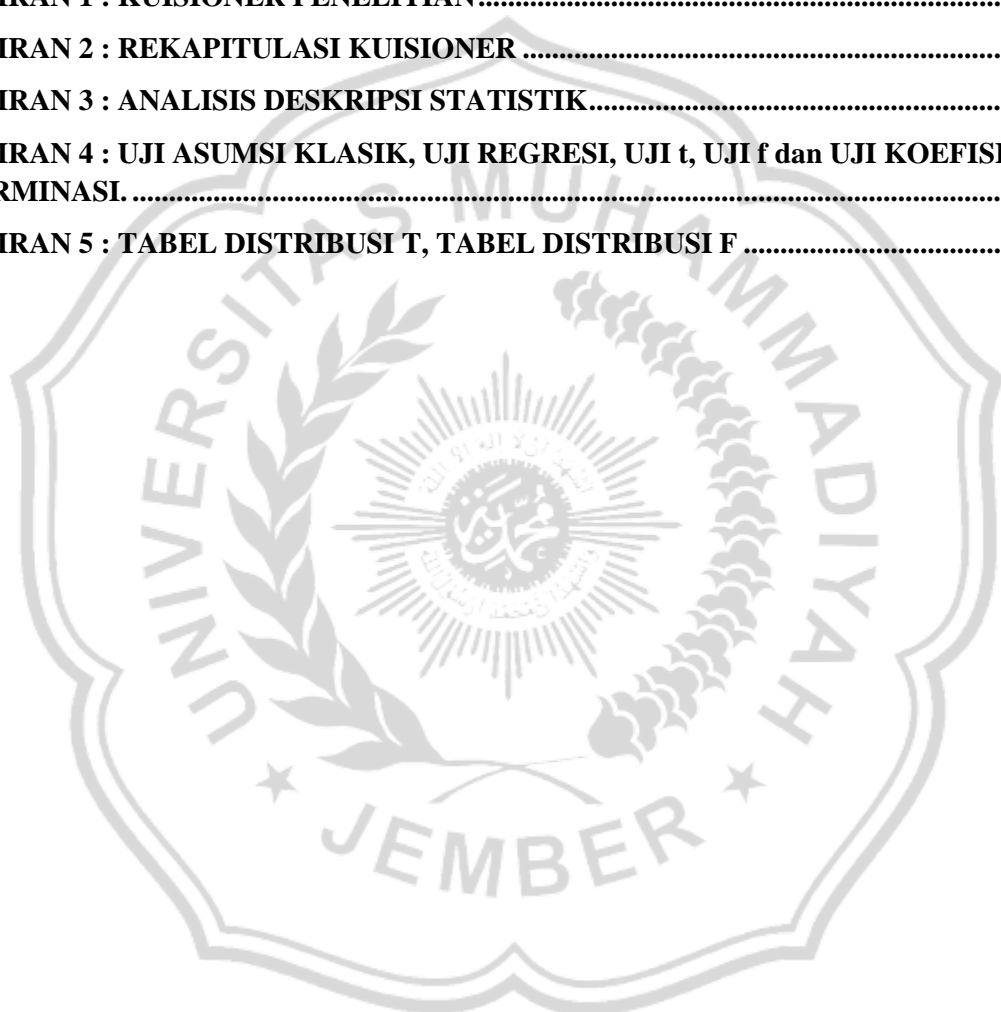 IRAN 1 : KUISIONER PENELITIAN....................................................................................................
IRAN 2 : REKAPITULASI KUISIONER ....................................................................................................
IRAN 3 : ANALISIS DESKRIPSI STATISTIK....................................................................................................
IRAN 4 : UJI ASUMSI KLASIK, UJI REGRESI, UJI t, UJI f dan UJI KOEFISI
RMINASI. ....................................................................................................
IRAN 5 : TABEL DISTRIBUSI T, TABEL DISTRIBUSI F ..................................................
UNIVERSITAS MUHAMMADIYAH
JEMBER